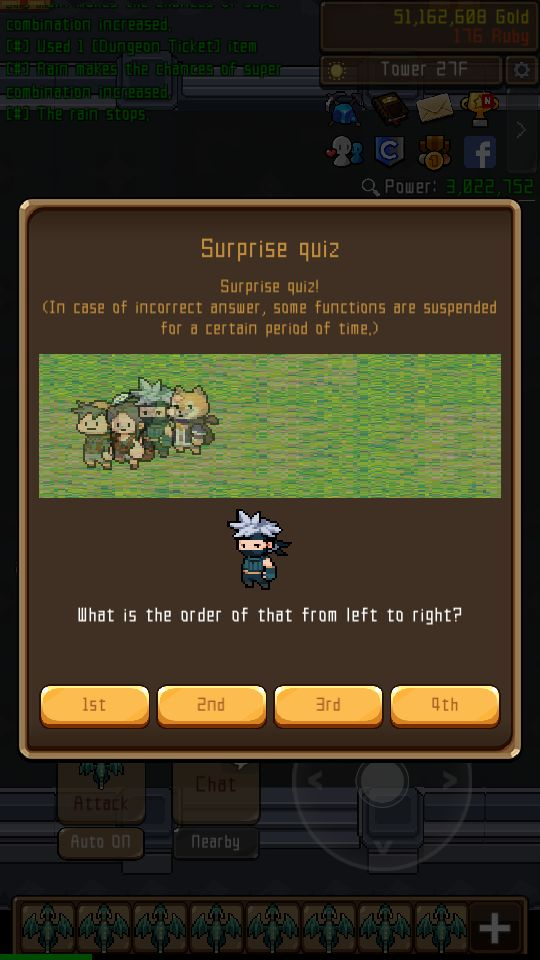 combination increased.
[#] Used 1 [Dungeon Ticket] item
[#] Rain makes the chances of super
combination increased.
[#] The rain stops.
51,162,608 Gold
176 Ruby
Tower 27F
N
C
1
f
Power: 3,022,752
Surprise quiz
Surprise quiz!
(In case of incorrect answer, some functions are suspended
for a certain period of time.)
What is the order of that from left to right?
1st
2nd
3rd
4th
Attack
Chat
Auto ON
Nearby